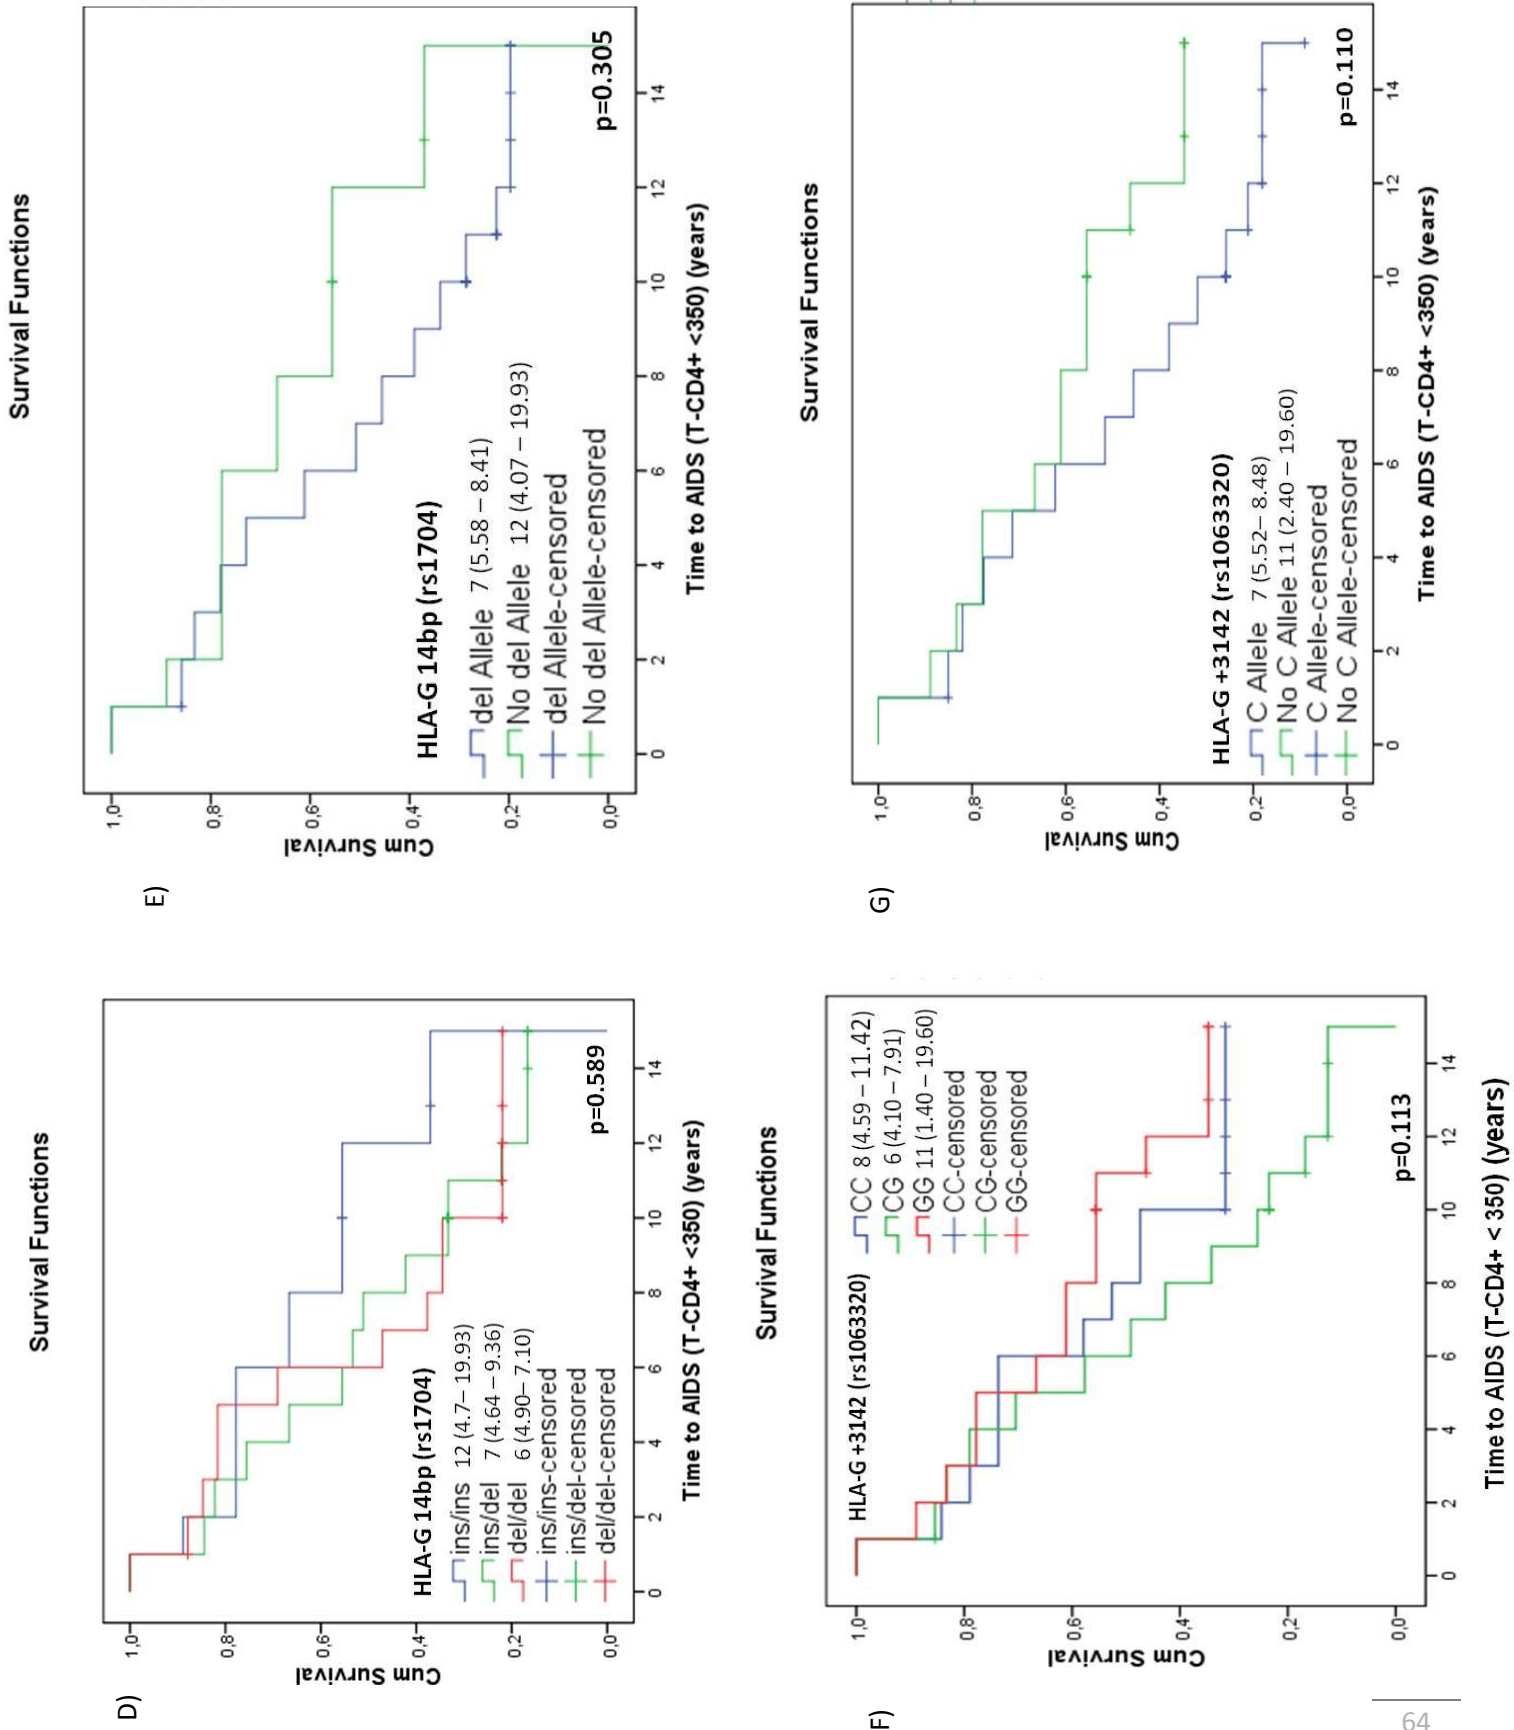 D)
Survival Functions
Cum Survival
1,0
0,8
0,6
0,4
0,2
0,0
HLA-G 14bp (rs1704)
ins/ins 12 (4.7– 19.93)
ins/del 7 (4.64 – 9.36)
del/del 6 (4.90– 7.10)
ins/ins-censored
ins/del-censored
del/del-censored
p=0.589
0 2 4 6 8 10 12 14
Time to AIDS (T-CD4+ <350) (years)
E)
Survival Functions
Cum Survival
1,0
0,8
0,6
0,4
0,2
0,0
HLA-G 14bp (rs1704)
del Allele 7 (5.58 – 8.41)
No del Allele 12 (4.07 – 19.93)
del Allele-censored
No del Allele-censored
p=0.305
0 2 4 6 8 10 12 14
Time to AIDS (T-CD4+ <350) (years)
F)
Survival Functions
Cum Survival
1,0
0,8
0,6
0,4
0,2
0,0
HLA-G +3142 (rs1063320)
CC 8 (4.59 – 11.42)
CG 6 (4.10 – 7.91)
GG 11 (1.40 – 19.60)
CC-censored
CG-censored
GG-censored
p=0.113
0 2 4 6 8 10 12 14
Time to AIDS (T-CD4+ < 350) (years)
G)
Survival Functions
Cum Survival
1,0
0,8
0,6
0,4
0,2
0,0
HLA-G +3142 (rs1063320)
C Allele 7 (5.52– 8.48)
No C Allele 11 (2.40 – 19.60)
C Allele-censored
No C Allele-censored
p=0.110
0 2 4 6 8 10 12 14
Time to AIDS (T-CD4+ <350) (years)
64